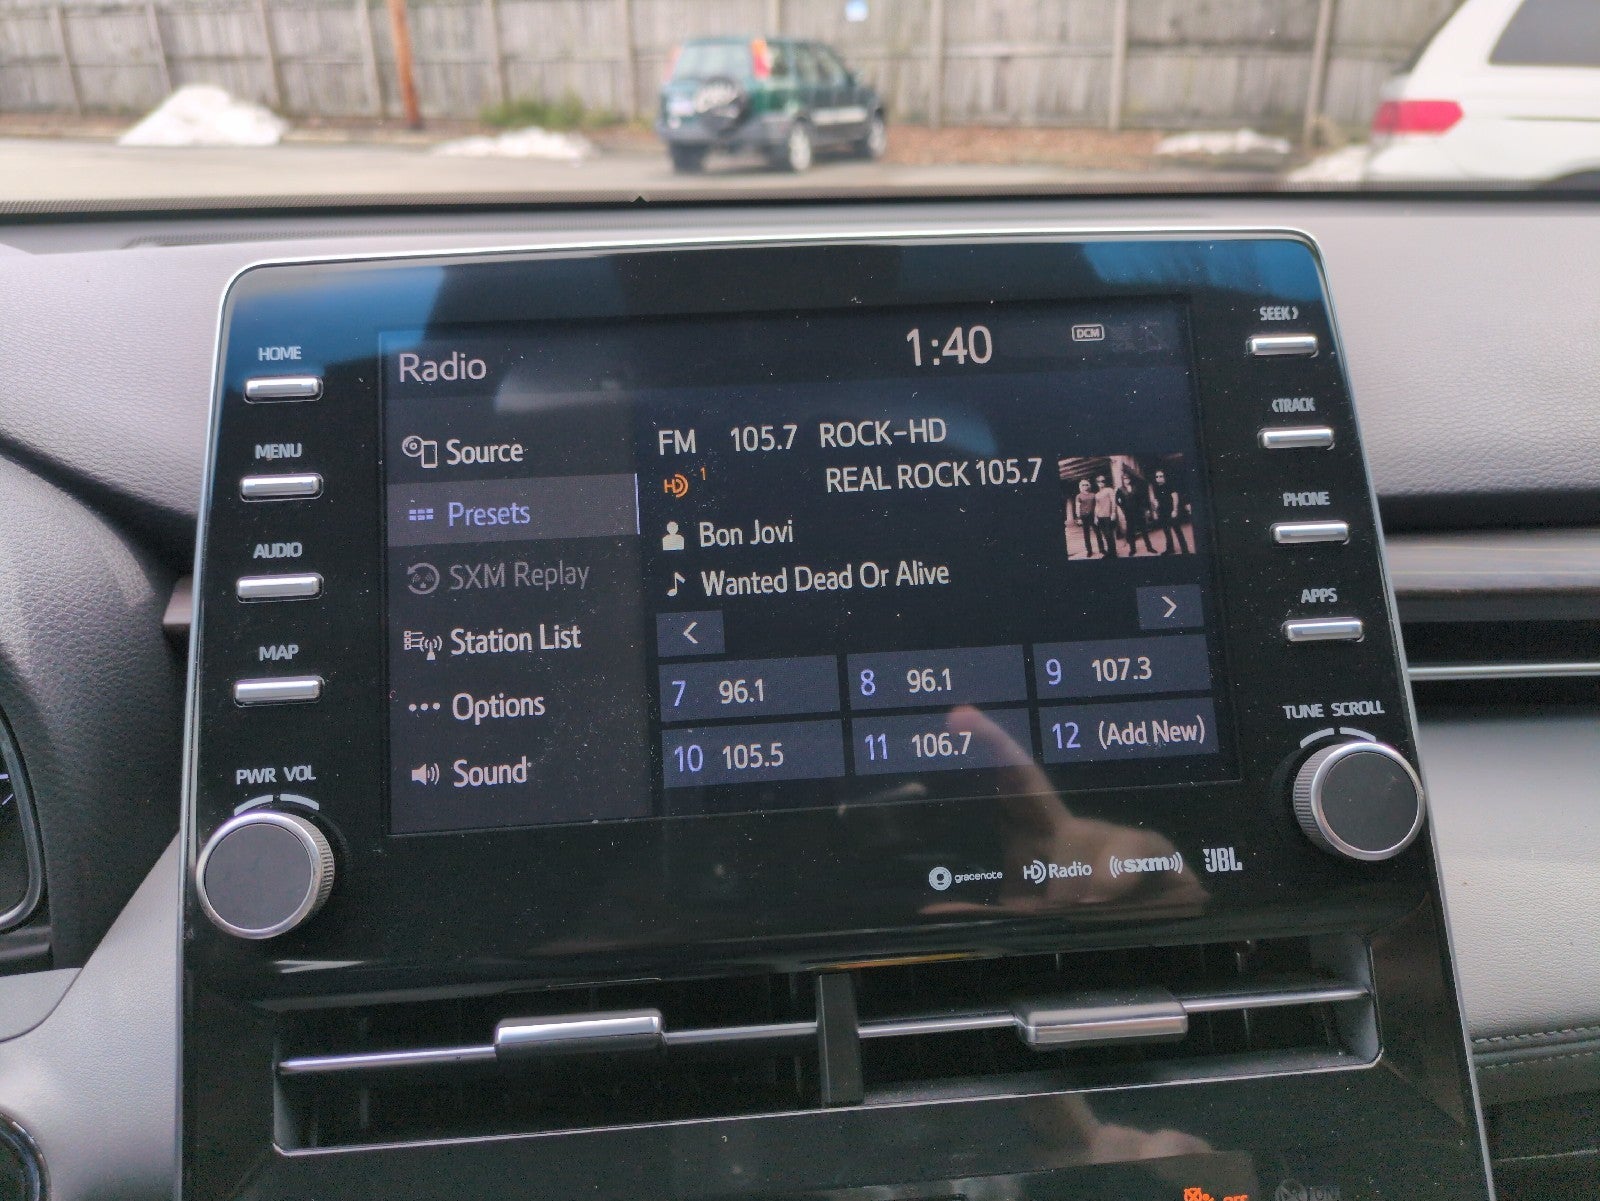 Radio
1:40
DCM
HOME
MENU
AUDIO
MAP
PWR VOL
SEEK >
< TRACK
PHONE
APPS
TUNE SCROLL
Source
Presets
SXM Replay
Station List
••• Options
Sound
FM 105.7 ROCK-HD
HD 1 REAL ROCK 105.7
Bon Jovi
Wanted Dead Or Alive
<
>
7 96.1
8 96.1
9 107.3
10 105.5
11 106.7
12 (Add New)
gracenote
HD Radio
((sxm))
JBL